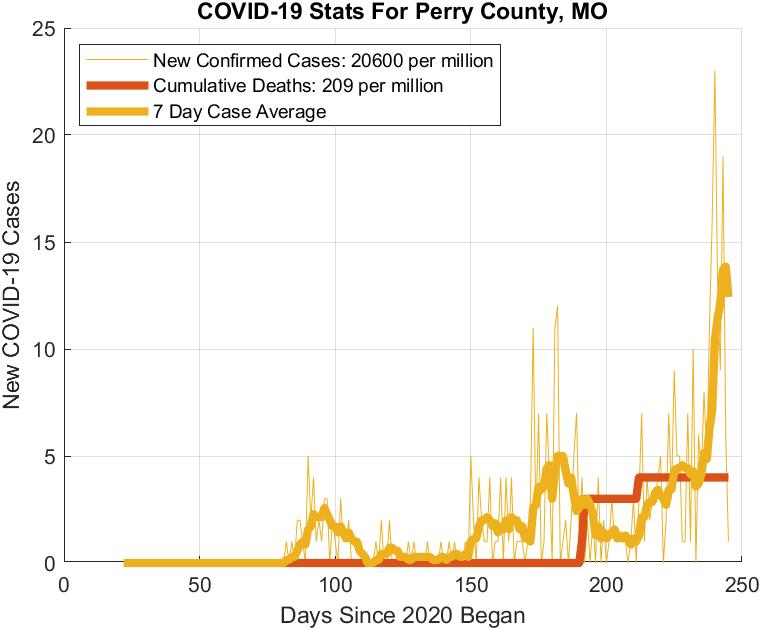 COVID-19 Stats For Perry County, MO
New Confirmed Cases: 20600 per million
Cumulative Deaths: 209 per million
7 Day Case Average
New COVID-19 Cases
25
20
15
10
5
0
0 50 100 150 200 250
Days Since 2020 Began